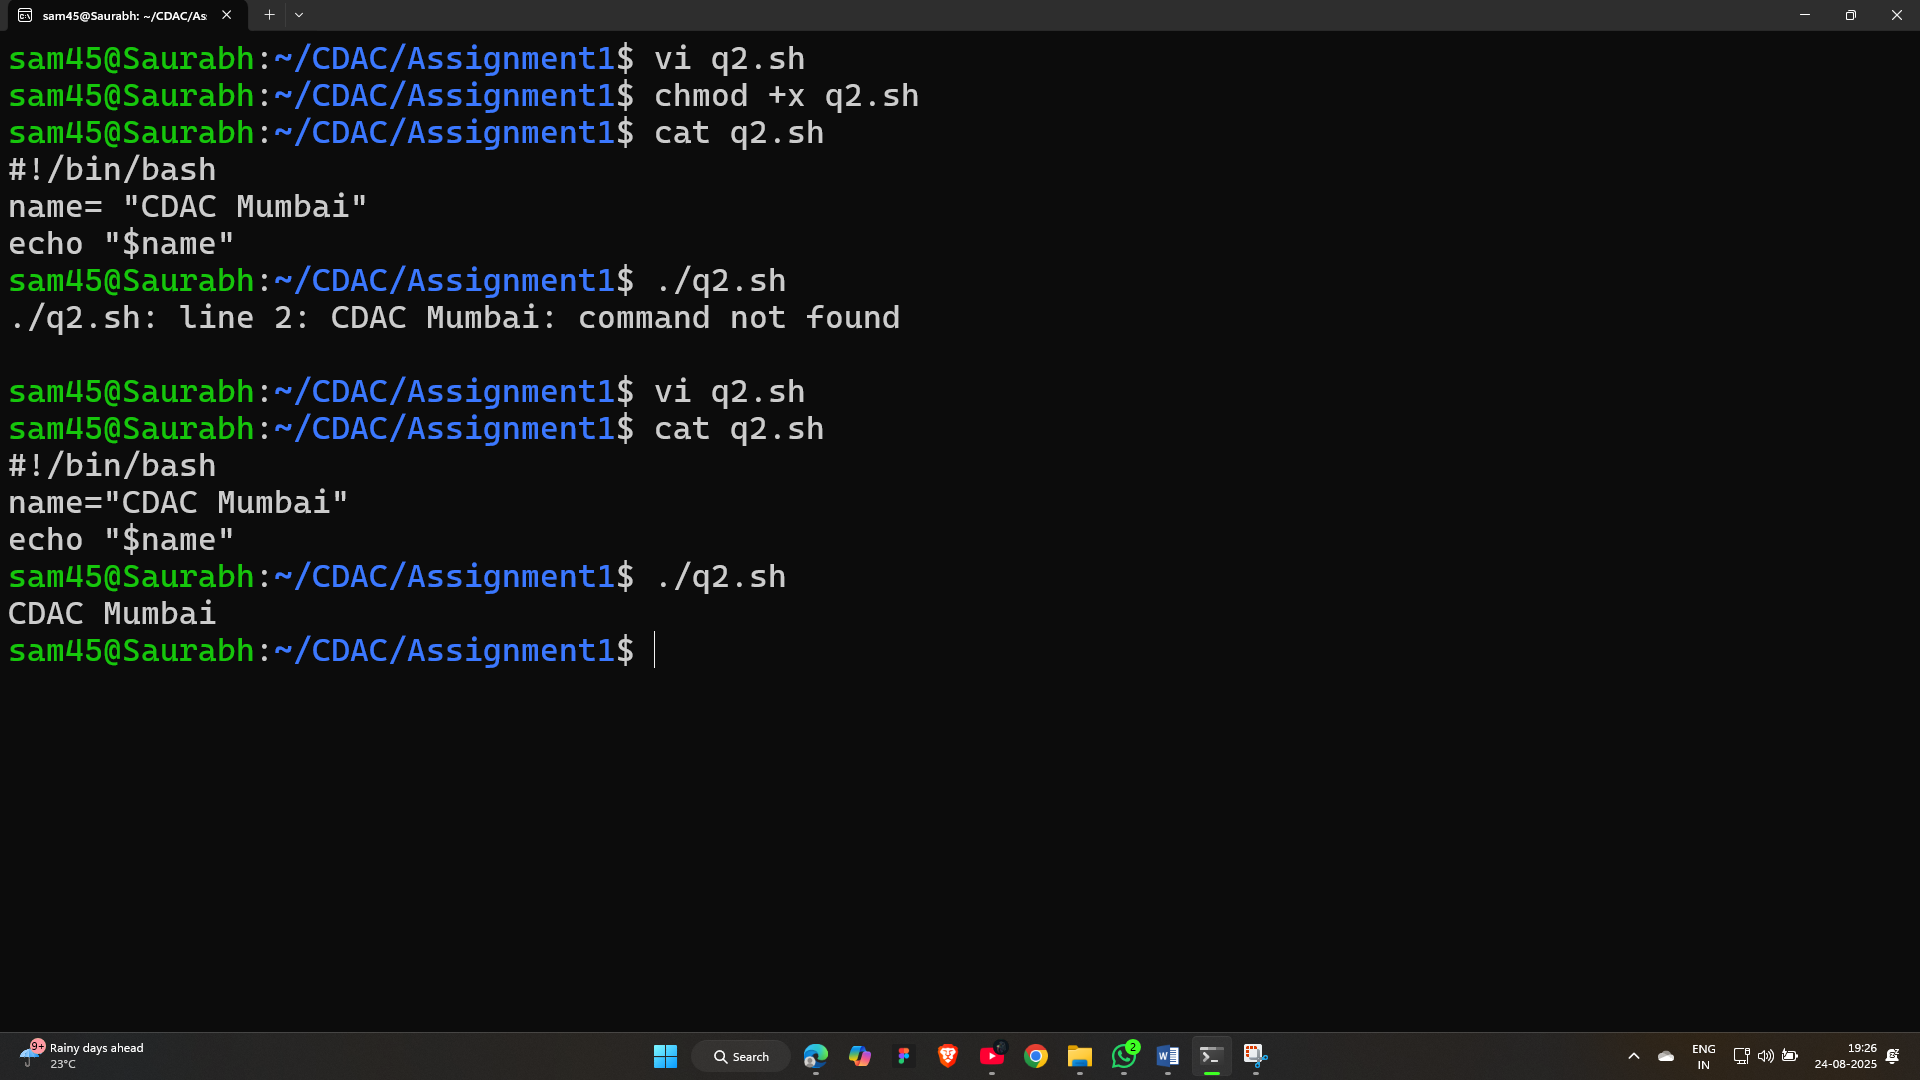 sam45@Saurabh: ~/CDAC/As
sam45@Saurabh:~/CDAC/Assignment1$ vi q2.sh
sam45@Saurabh:~/CDAC/Assignment1$ chmod +x q2.sh
sam45@Saurabh:~/CDAC/Assignment1$ cat q2.sh
#!/bin/bash
name= "CDAC Mumbai"
echo "$name"
sam45@Saurabh:~/CDAC/Assignment1$ ./q2.sh
./q2.sh: line 2: CDAC Mumbai: command not found
sam45@Saurabh:~/CDAC/Assignment1$ vi q2.sh
sam45@Saurabh:~/CDAC/Assignment1$ cat q2.sh
#!/bin/bash
name="CDAC Mumbai"
echo "$name"
sam45@Saurabh:~/CDAC/Assignment1$ ./q2.sh
CDAC Mumbai
sam45@Saurabh:~/CDAC/Assignment1$
9+
Rainy days ahead
23°C
Search
2
ENG
IN
19:26
24-08-2025